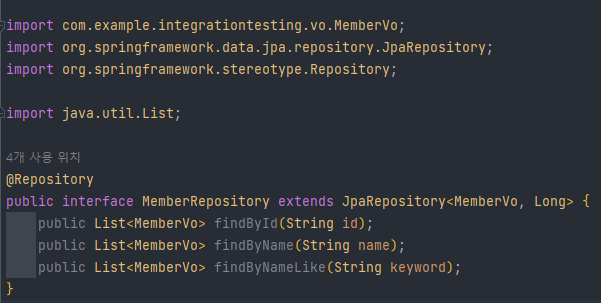 import com.example.integrationtesting.vo.MemberVo;
import org.springframework.data.jpa.repository.JpaRepository;
import org.springframework.stereotype.Repository;
import java.util.List;
4개 사용 위치
@Repository
public interface MemberRepository extends JpaRepository<MemberVo, Long> {
public List<MemberVo> findById(String id);
public List<MemberVo> findByName(String name);
public List<MemberVo> findByNameLike(String keyword);
}